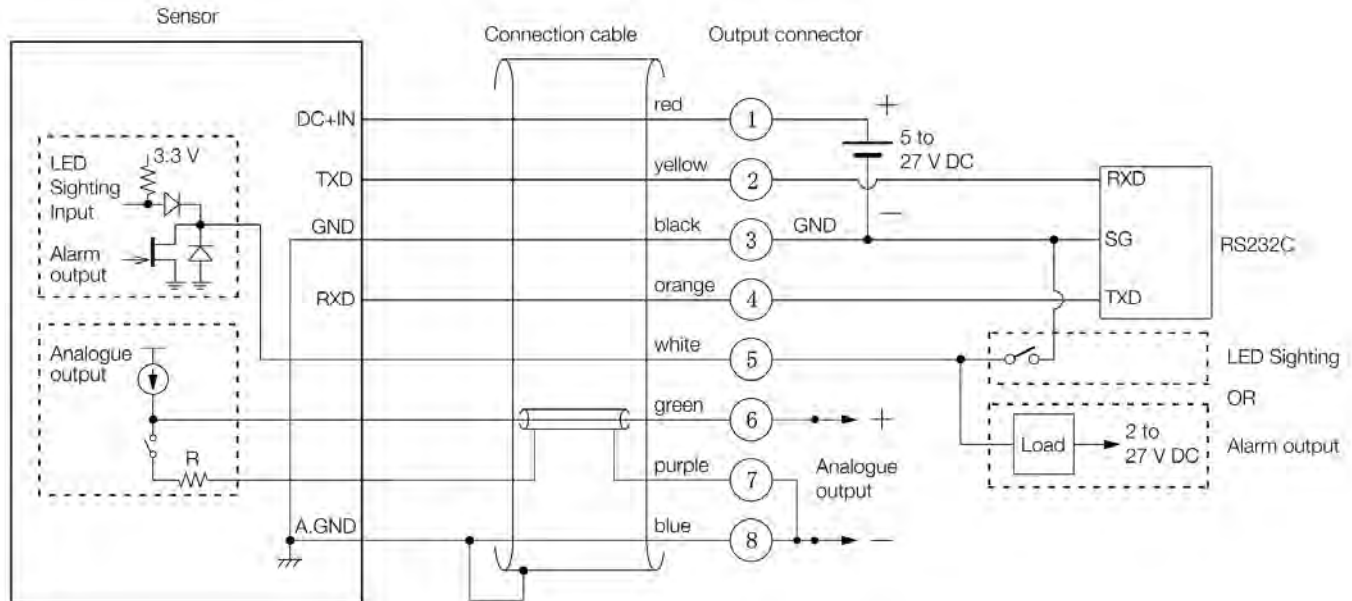 Sensor
Connection cable
Output connector
DC+IN
red
1
+
5 to
27 V DC
−
LED
Sighting
Input
3.3 V
Alarm
output
TXD
yellow
2
RXD
GND
black
3
GND
SG
RS232C
RXD
orange
4
TXD
white
5
LED Sighting
OR
Analogue
output
R
green
6
+
Load
2 to
27 V DC
Alarm output
purple
7
Analogue
output
A.GND
blue
8
−